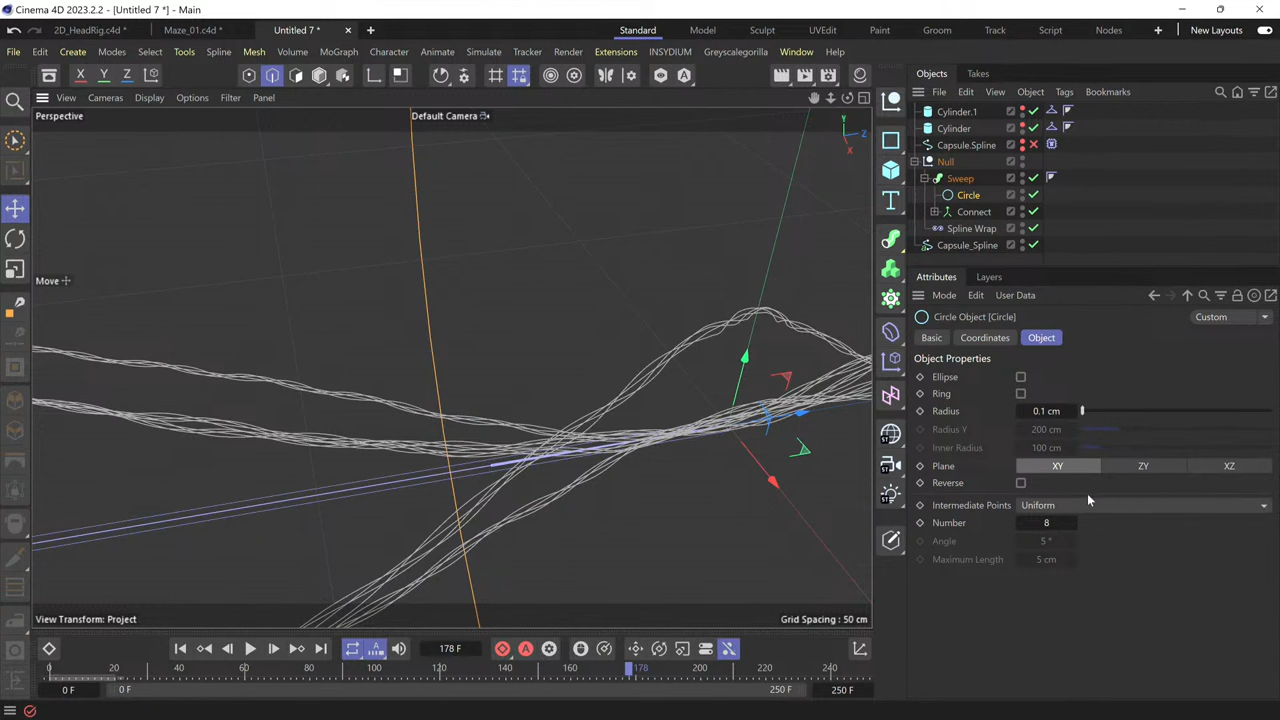 Cinema 4D 2023.2.2 - [Untitled 7 *] - Main
2D_HeadRig.c4d *
Maze_01.c4d *
Untitled 7 *
Standard
Model
Sculpt
UVEdit
Paint
Groom
Track
Script
Nodes
New Layouts
File
Edit
Create
Modes
Select
Tools
Spline
Mesh
Volume
MoGraph
Character
Animate
Simulate
Tracker
Render
Extensions
INSYDIUM
Greyscalegorilla
Window
Help
X
Y
Z
Objects
Takes
View
Cameras
Display
Options
Filter
Panel
File
Edit
View
Object
Tags
Bookmarks
Perspective
Default Camera
Y
Z
X
Cylinder.1
Cylinder
Capsule.Spline
Null
Sweep
Circle
Connect
Spline Wrap
Capsule_Spline
Move
Attributes
Layers
Mode
Edit
User Data
Circle Object [Circle]
Custom
Basic
Coordinates
Object
Object Properties
Ellipse
Ring
Radius
0.1 cm
Radius Y
200 cm
Inner Radius
100 cm
Plane
XY
ZY
XZ
Reverse
Intermediate Points
Uniform
Number
8
Angle
5 °
Maximum Length
5 cm
ST
ST
ST
View Transform: Project
Grid Spacing : 50 cm
178 F
0
20
40
60
80
100
120
140
160
178
200
220
240
0 F
0 F
250 F
250 F